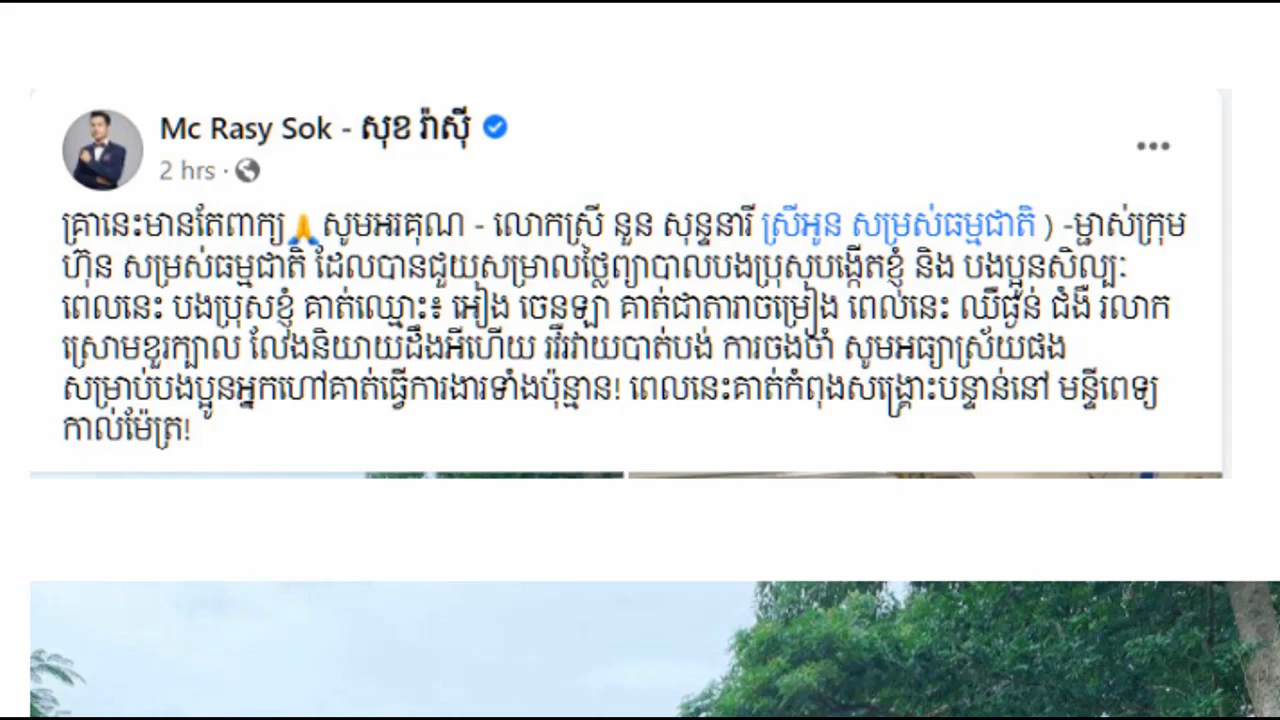 Mc Rasy Sok - សុខ រ៉ាស៊ី
2 hrs ·
គ្រានេះមានតែពាក្យ🙏សូមអរគុណ - លោកស្រី នួន សុន្ទនារី ស្រីអូន សម្រស់ធម្មជាតិ ) -ម្ចាស់ក្រុម
ហ៊ុន សម្រស់ធម្មជាតិ ដែលបានជួយសម្រាលថ្លៃព្យាបាលបងប្រុសបង្កើតខ្ញុំ និង បងប្អូនសិល្បៈ
ពេលនេះ បងប្រុសខ្ញុំ គាត់ឈ្មោះ៖ អៀង ចេនឡា គាត់ជាតារាចម្រៀង ពេលនេះ ឈឺធ្ងន់ ជំងឺ រលាក
ស្រោមខួរក្បាល លែងនិយាយដឹងអីហើយ រវើរវាយបាត់បង់ ការចងចាំ សូមអធ្យាស្រ័យផង
សម្រាប់បងប្អូនអ្នកហៅគាត់ធ្វើការងារទាំងប៉ុន្មាន! ពេលនេះគាត់កំពុងសង្គ្រោះបន្ទាន់នៅ មន្ទីពេទ្យ
កាល់ម៉ែត្រ!